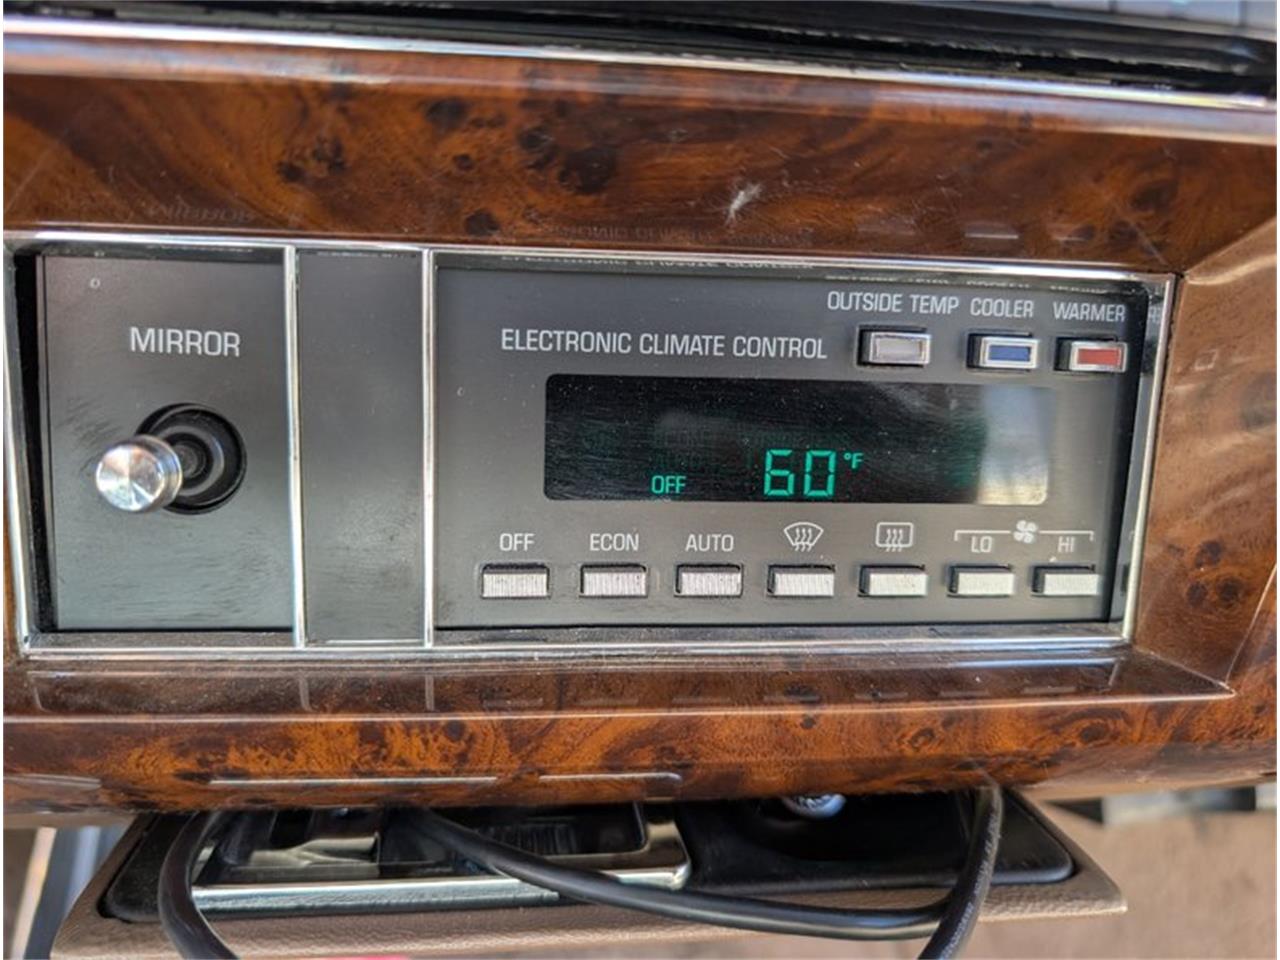 OUTSIDE TEMP COOLER WARMER
MIRROR
ELECTRONIC CLIMATE CONTROL
OFF 60 °F
OFF ECON AUTO LO HI